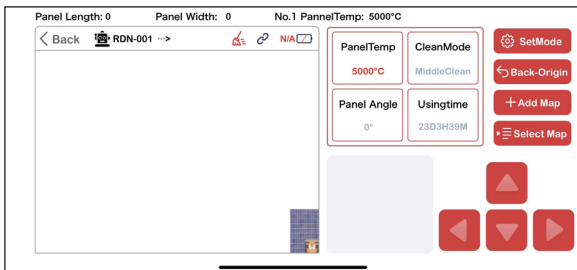 Panel Length: 0 Panel Width: 0 No.1 PannelTemp: 5000°C
Back RDN-001 ···> N/A
PanelTemp CleanMode
5000°C MiddleClean
Panel Angle Usingtime
0° 23D3H39M
SetMode
Back-Origin
Add Map
Select Map